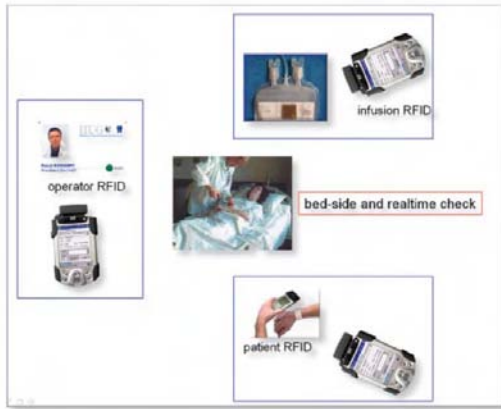 infusion RFID
operator RFID
bed-side and realtime check
patient RFID